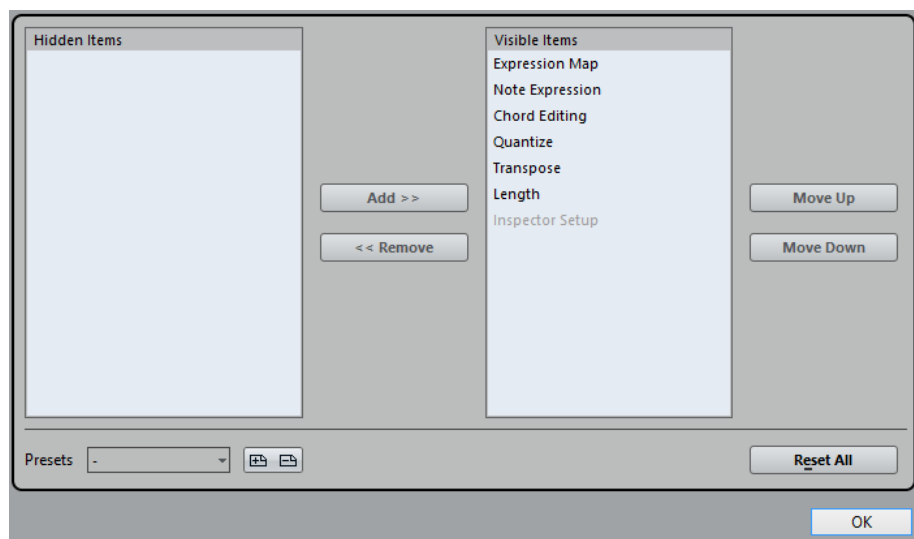 Hidden Items
Visible Items
Expression Map
Note Expression
Chord Editing
Quantize
Transpose
Length
Inspector Setup
Add >>
<< Remove
Move Up
Move Down
Presets
-
Reset All
OK